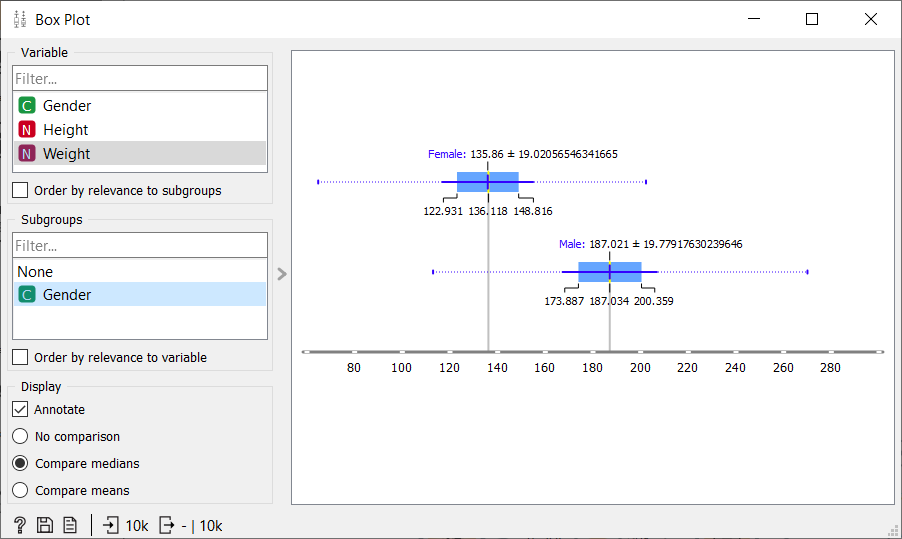 Box Plot
Variable
Filter...
C Gender
N Height
N Weight
Order by relevance to subgroups
Subgroups
Filter...
None
C Gender
Order by relevance to variable
Display
Annotate
No comparison
Compare medians
Compare means
? 10k - | 10k
Female: 135.86 ± 19.02056546341665
122.931 136.118 148.816
Male: 187.021 ± 19.77917630239646
173.887 187.034 200.359
80 100 120 140 160 180 200 220 240 260 280